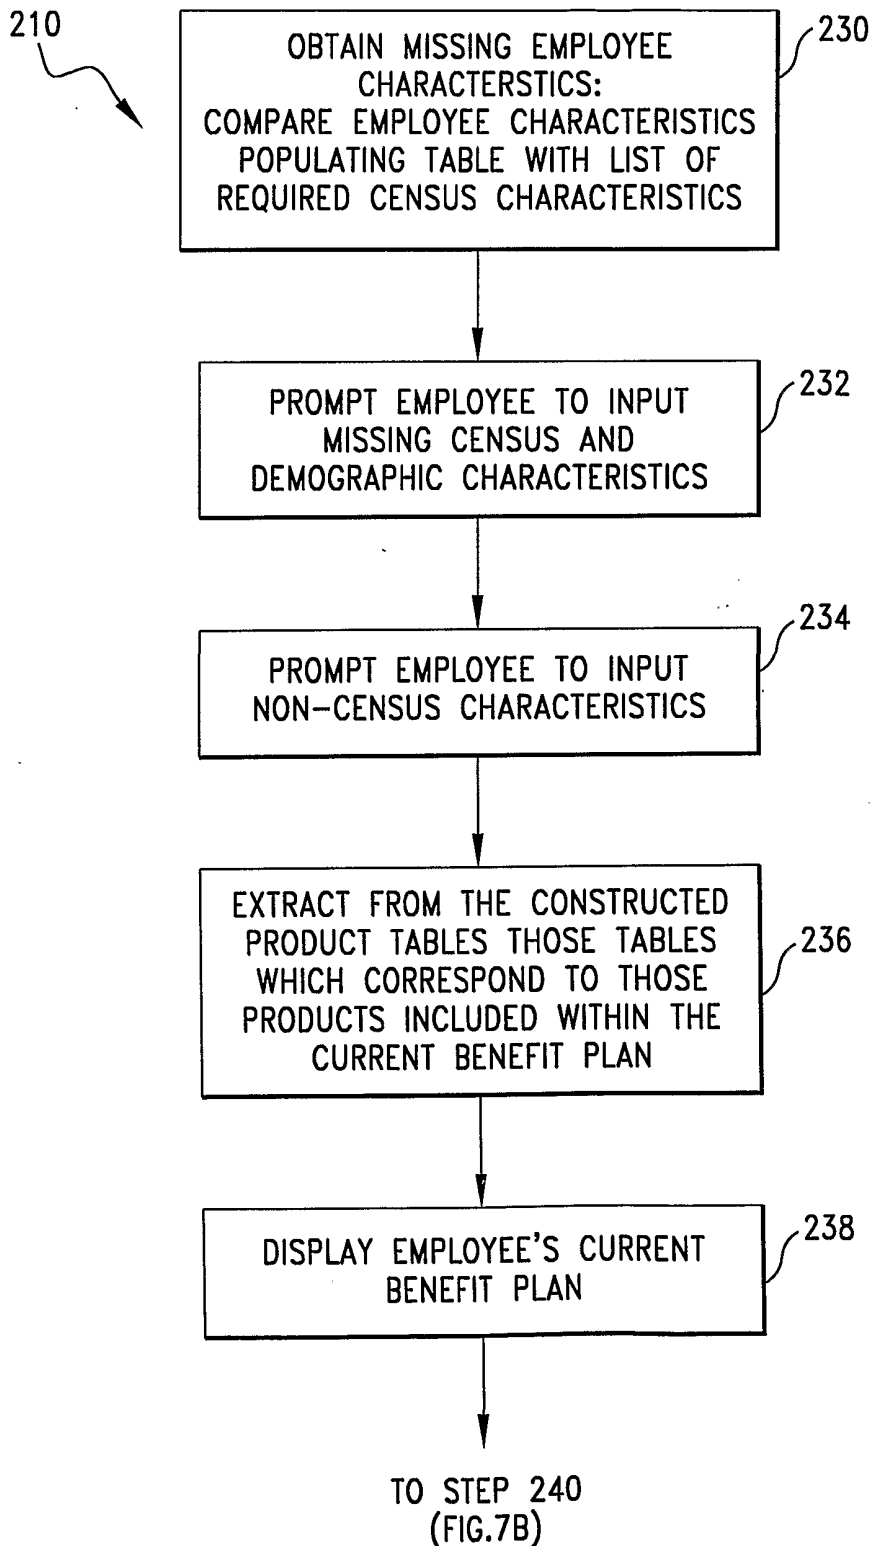 210
230
OBTAIN MISSING EMPLOYEE
CHARACTERSTICS:
COMPARE EMPLOYEE CHARACTERISTICS
POPULATING TABLE WITH LIST OF
REQUIRED CENSUS CHARACTERISTICS
232
PROMPT EMPLOYEE TO INPUT
MISSING CENSUS AND
DEMOGRAPHIC CHARACTERISTICS
234
PROMPT EMPLOYEE TO INPUT
NON-CENSUS CHARACTERISTICS
236
EXTRACT FROM THE CONSTRUCTED
PRODUCT TABLES THOSE TABLES
WHICH CORRESPOND TO THOSE
PRODUCTS INCLUDED WITHIN THE
CURRENT BENEFIT PLAN
238
DISPLAY EMPLOYEE'S CURRENT
BENEFIT PLAN
TO STEP 240
(FIG.7B)